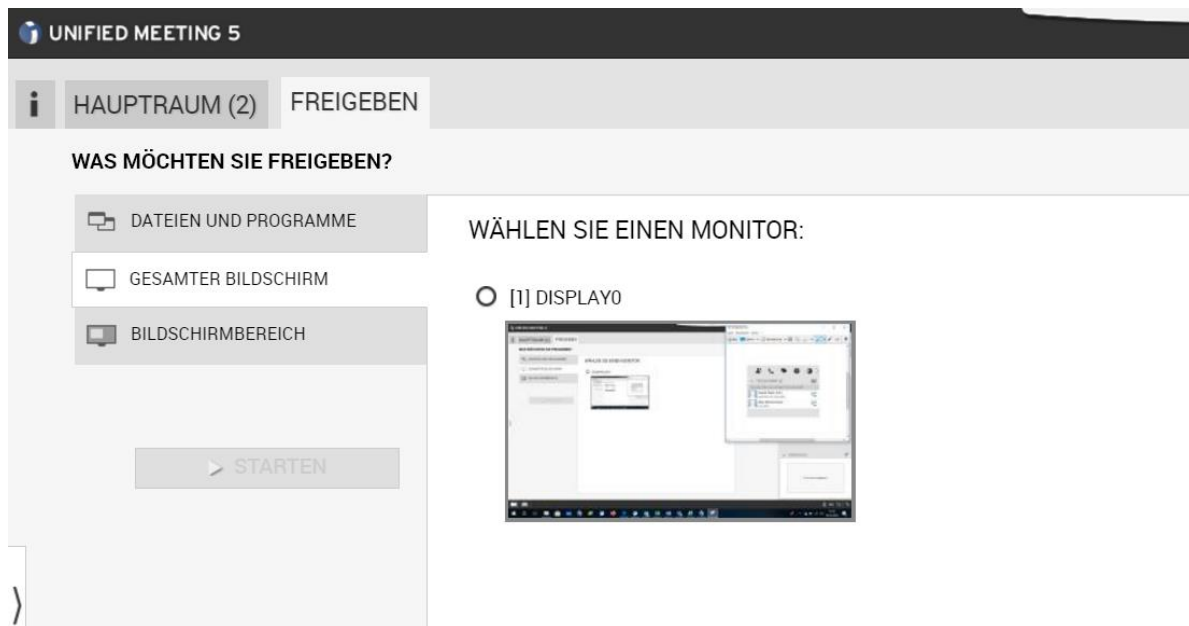 UNIFIED MEETING 5
i HAUPTRAUM (2) FREIGEBEN
WAS MÖCHTEN SIE FREIGEBEN?
DATEIEN UND PROGRAMME
GESAMTER BILDSCHIRM
BILDSCHIRMBEREICH
STARTEN
WÄHLEN SIE EINEN MONITOR:
[1] DISPLAY0